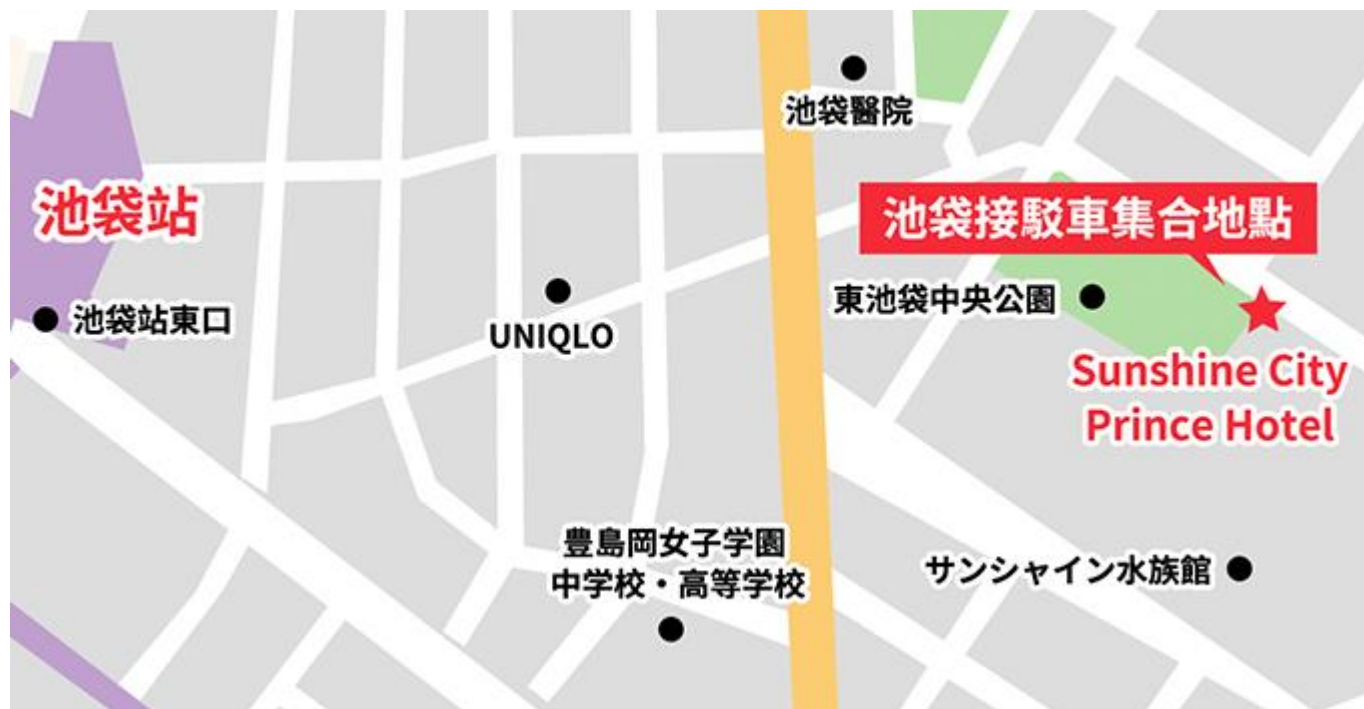 池袋醫院
池袋站
池袋接駁車集合地點
池袋站東口
UNIQLO
東池袋中央公園
Sunshine City
Prince Hotel
豊島岡女子学園
中学校・高等学校
サンシャイン水族館